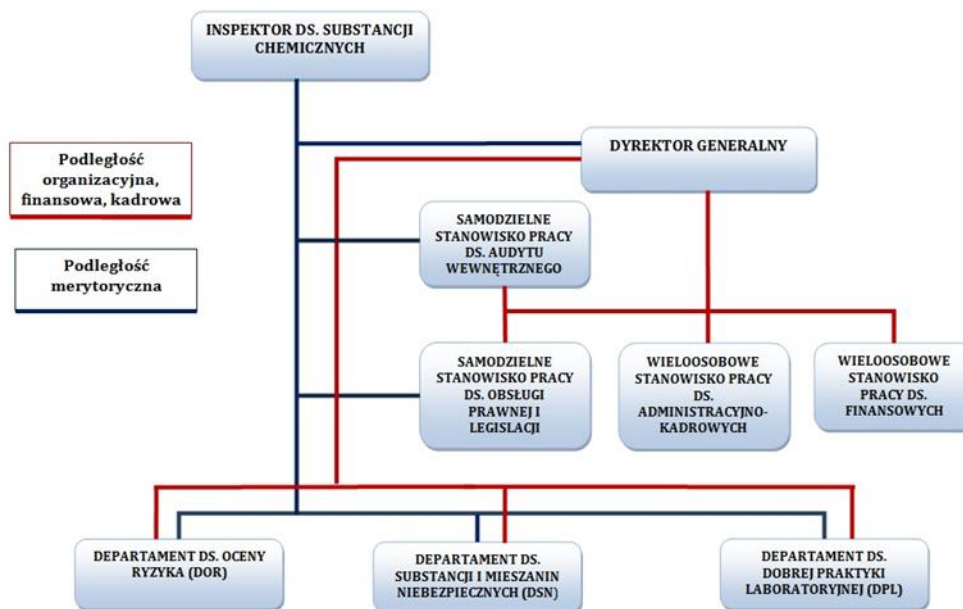 INSPEKTOR DS. SUBSTANCJI
CHEMICZNYCH
Podległość
organizacyjna,
finansowa, kadrowa
DYREKTOR GENERALNY
Podległość
merytoryczna
SAMODZIELNE
STANOWISKO PRACY
DS. AUDYTU
WEWNĘTRZNEGO
SAMODZIELNE
STANOWISKO PRACY
DS. OBSŁUGI
PRAWNEJ I
LEGISLACJI
WIELOOSOBOWE
STANOWISKO PRACY
DS.
ADMINISTRACYJNO-
KADROWYCH
WIELOOSOBOWE
STANOWISKO
PRACY DS.
FINANSOWYCH
DEPARTAMENT DS. OCENY
RYZYKA (DOR)
DEPARTAMENT DS.
SUBSTANCJI I MIESZANIN
NIEBEZPIECZNYCH (DSN)
DEPARTAMENT DS.
DOBREJ PRAKTYKI
LABORATORYJNEJ (DPL)